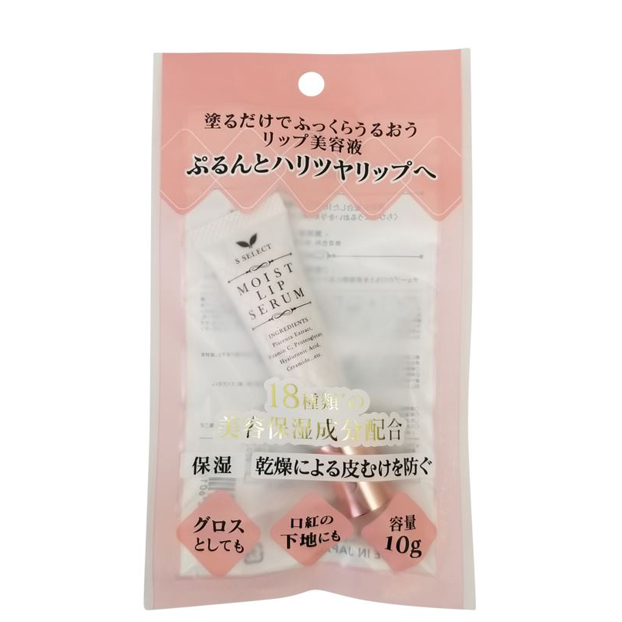 塗るだけでふっくらうるおう
リップ美容液
ぷるんとハリツヤリップへ
S SELECT
MOIST
LIP
SERUM
INGREDIENTS
Placenta Extract,
Vitamin C, Proteoglycan,
Hyaluronic Acid,
Ceramide...etc.
18種類の
美容保湿成分配合
保湿 乾燥による皮むけを防ぐ
グロス
としても
口紅の
下地にも
容量
10g